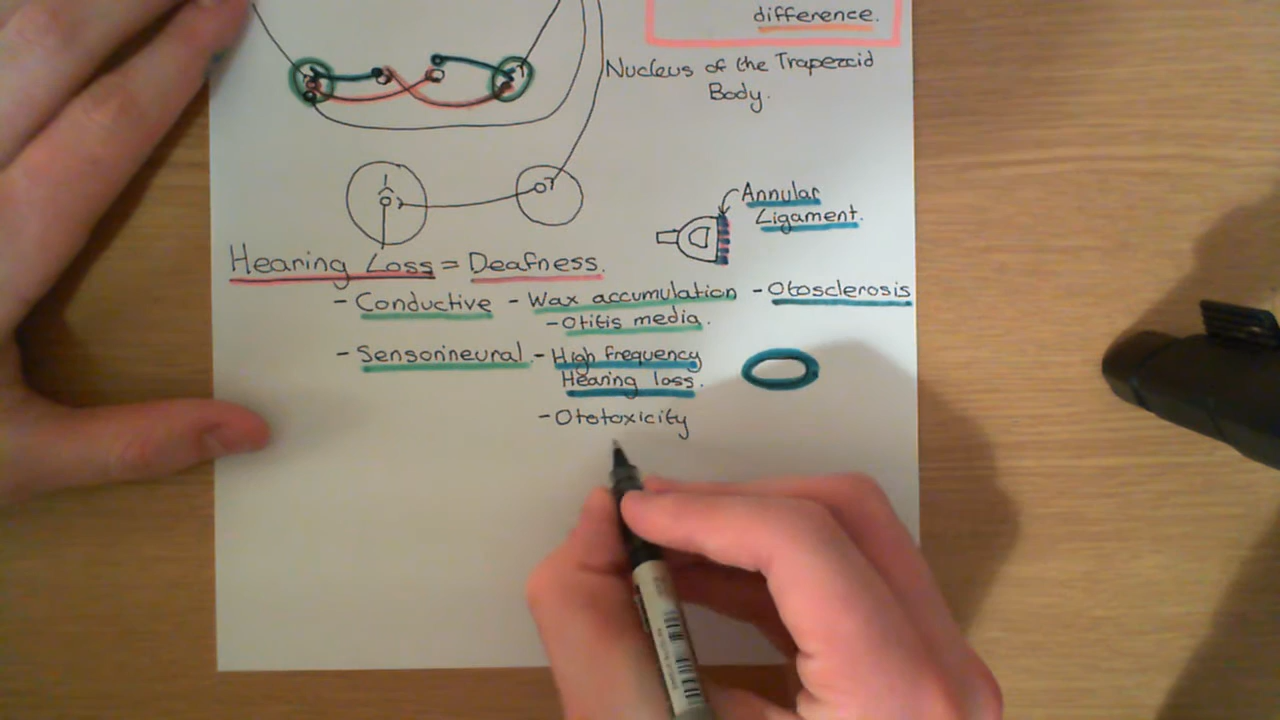 difference.
Nucleus of the Trapezoid
Body.
Annular
Ligament.
Hearing Loss = Deafness.
- Conductive - Wax accumulation - Otosclerosis
- Otitis media.
- Sensorineural. - High frequency
Hearing loss.
- Ototoxicity